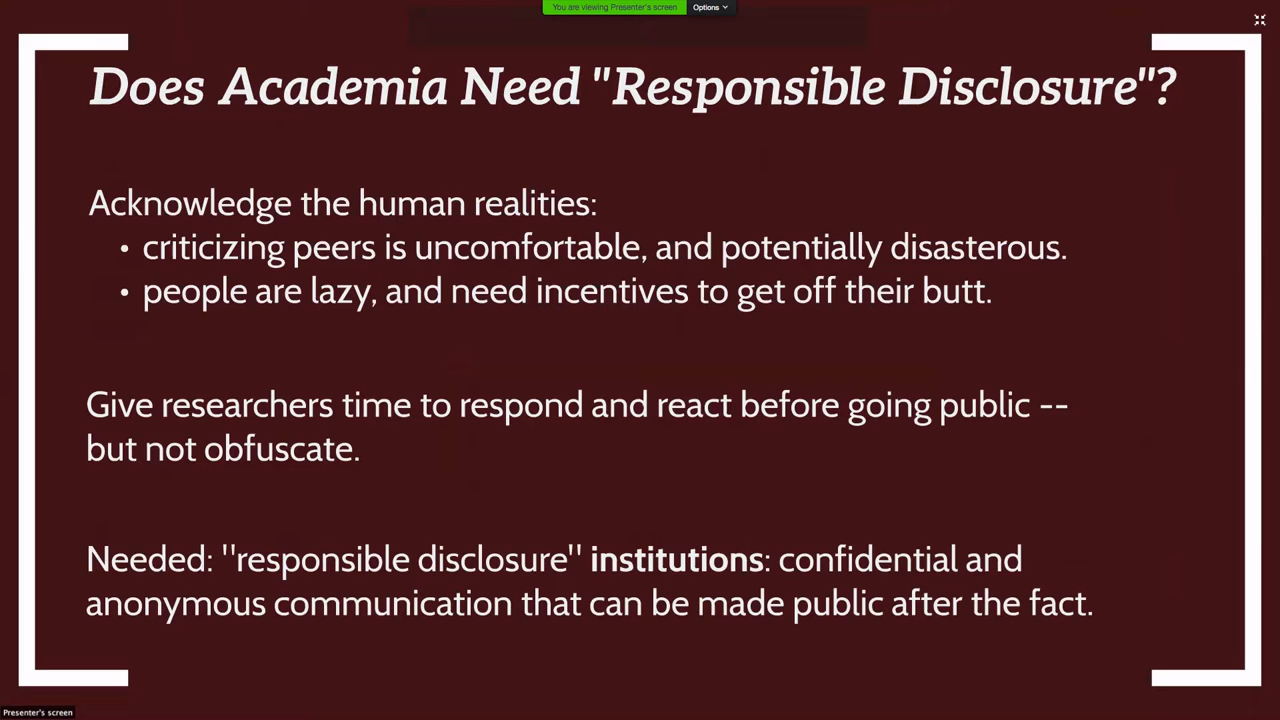 You are viewing Presenter's screen Options
Does Academia Need "Responsible Disclosure"?
Acknowledge the human realities:
• criticizing peers is uncomfortable, and potentially disasterous.
• people are lazy, and need incentives to get off their butt.
Give researchers time to respond and react before going public --
but not obfuscate.
Needed: "responsible disclosure" institutions: confidential and
anonymous communication that can be made public after the fact.
Presenter's screen